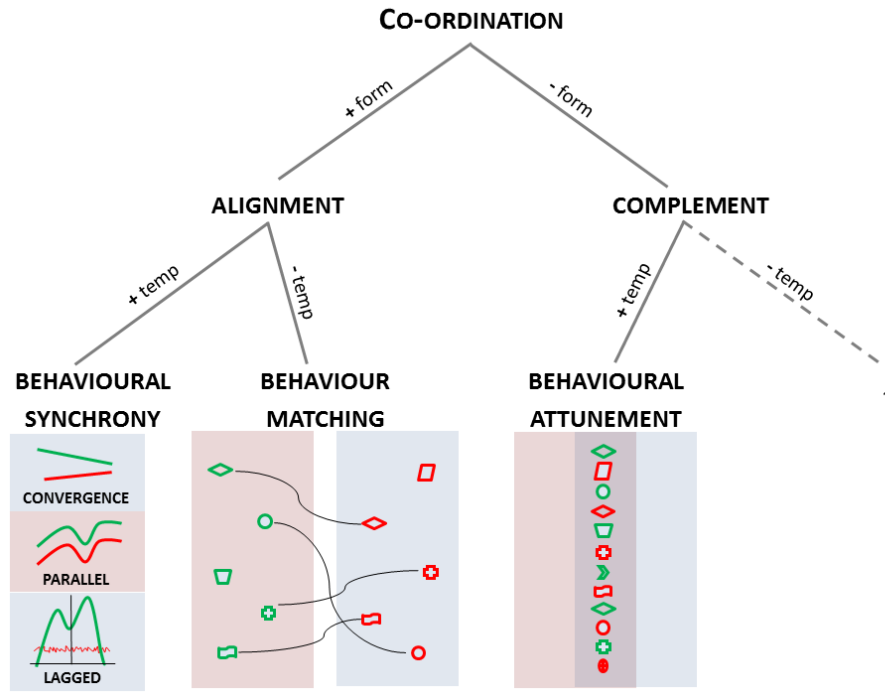 CO-ORDINATION
+ form
- form
ALIGNMENT
COMPLEMENT
+ temp
- temp
+ temp
- temp
BEHAVIOURAL
SYNCHRONY
BEHAVIOUR
MATCHING
BEHAVIOURAL
ATTUNEMENT
CONVERGENCE
PARALLEL
LAGGED